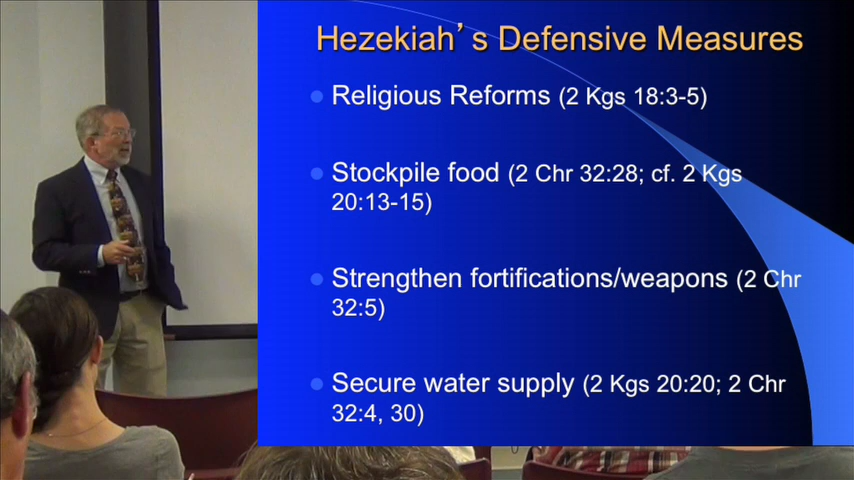 Hezekiah’s Defensive Measures
Religious Reforms (2 Kgs 18:3-5)
Stockpile food (2 Chr 32:28; cf. 2 Kgs
20:13-15)
Strengthen fortifications/weapons (2 Chr
32:5)
Secure water supply (2 Kgs 20:20; 2 Chr
32:4, 30)